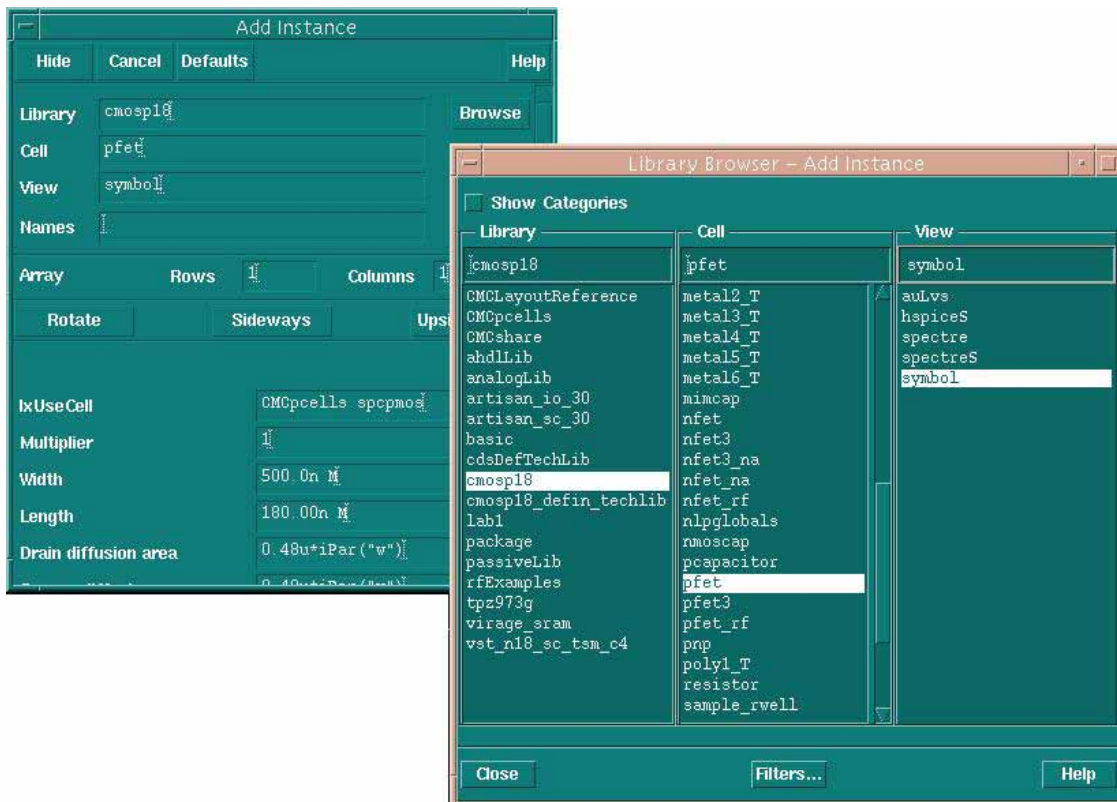 Add Instance
Hide Cancel Defaults Help
Library cmosp18 Browse
Cell pfet
View symbol
Names
Array Rows 1 Columns 1
Rotate Sideways Upsi
lxUseCell CMCpcells spcpmos
Multiplier 1
Width 500.0n M
Length 180.00n M
Drain diffusion area 0.48u*iPar("w")
Library Browser - Add Instance
Show Categories
Library
cmosp18
CMCLayoutReference
CMCpcells
CMCshare
ahdlLib
analogLib
artisan_io_30
artisan_sc_30
basic
cdsDefTechLib
cmosp18
cmosp18_defin_techlib
lab1
package
passiveLib
rfExamples
tpz973g
virage_sram
vst_n18_sc_tsm_c4
Cell
pfet
metal2_T
metal3_T
metal4_T
metal5_T
metal6_T
mimcap
nfet
nfet3
nfet3_na
nfet_na
nfet_rf
nlpglobals
nmoscap
pcapacitor
pfet
pfet3
pfet_rf
pnp
poly1_T
resistor
sample_rwell
View
symbol
auLvs
hspiceS
spectre
spectreS
symbol
Close Filters... Help